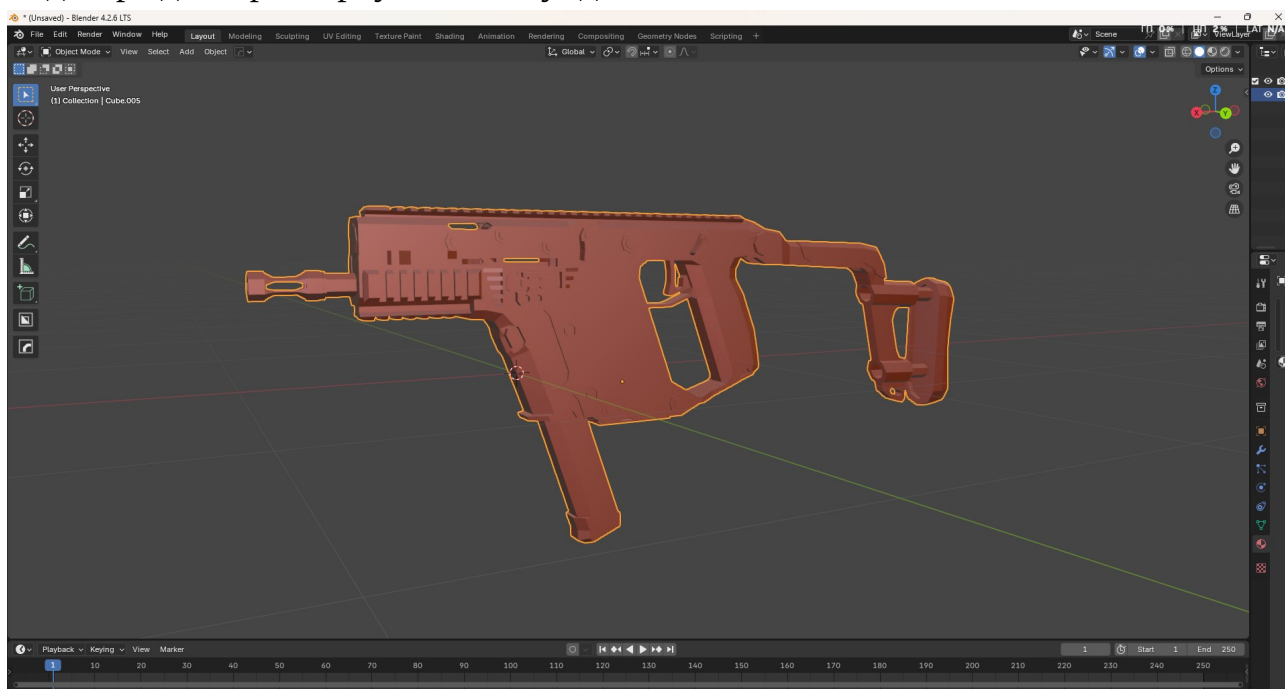 * (Unsaved) - Blender 4.2.6 LTS
File Edit Render Window Help Layout Modeling Sculpting UV Editing Texture Paint Shading Animation Rendering Compositing Geometry Nodes Scripting + Scene ViewLayer
Object Mode View Select Add Object Global
Options
User Perspective
(1) Collection | Cube.005
Z
X
Y
Playback Keying View Marker 1 Start 1 End 250
1 10 20 30 40 50 60 70 80 90 100 110 120 130 140 150 160 170 180 190 200 210 220 230 240 250